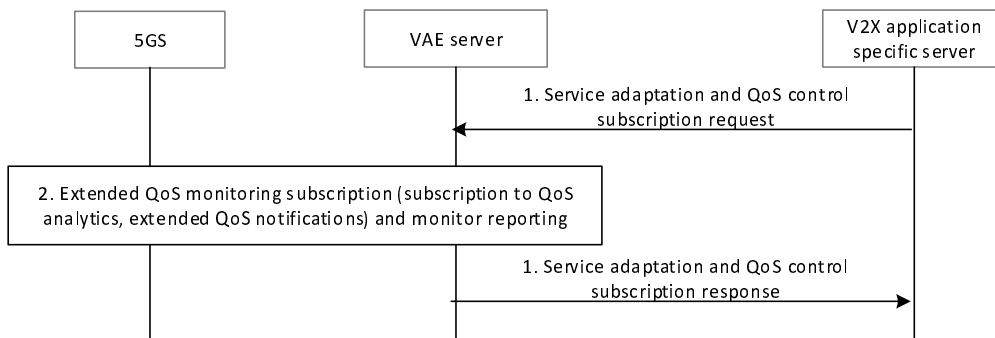 5GS
VAE server
V2X application
specific server
1. Service adaptation and QoS control
subscription request
2. Extended QoS monitoring subscription (subscription to QoS
analytics, extended QoS notifications) and monitor reporting
1. Service adaptation and QoS control
subscription response